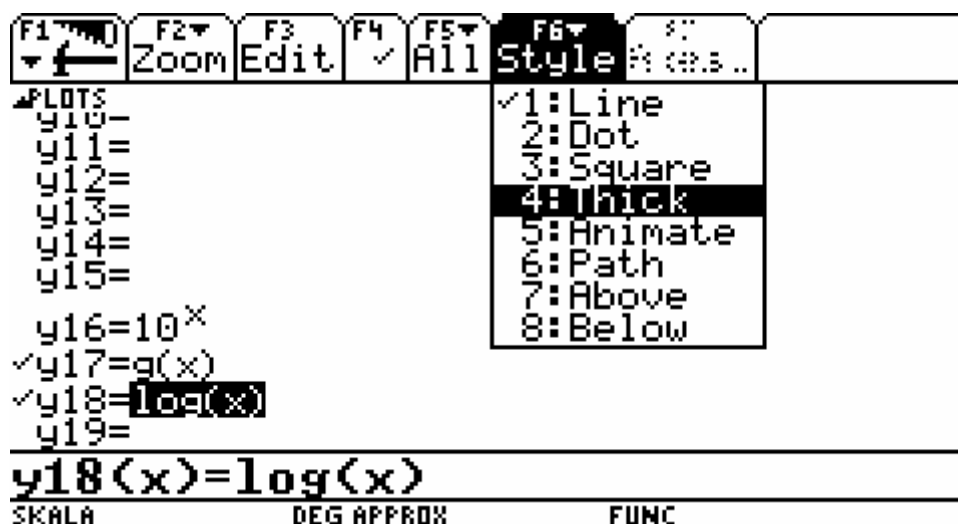 F1 F2 F3 F4 F5 F6
Zoom Edit ✓ All Style
PLOTS
y10=
y11=
y12=
y13=
y14=
y15=
y16=10^x
✓y17=g(x)
✓y18=log(x)
y19=
✓1:Line
2:Dot
3:Square
4:Thick
5:Animate
6:Path
7:Above
8:Below
y18(x)=log(x)
SKALA DEG APPROX FUNC